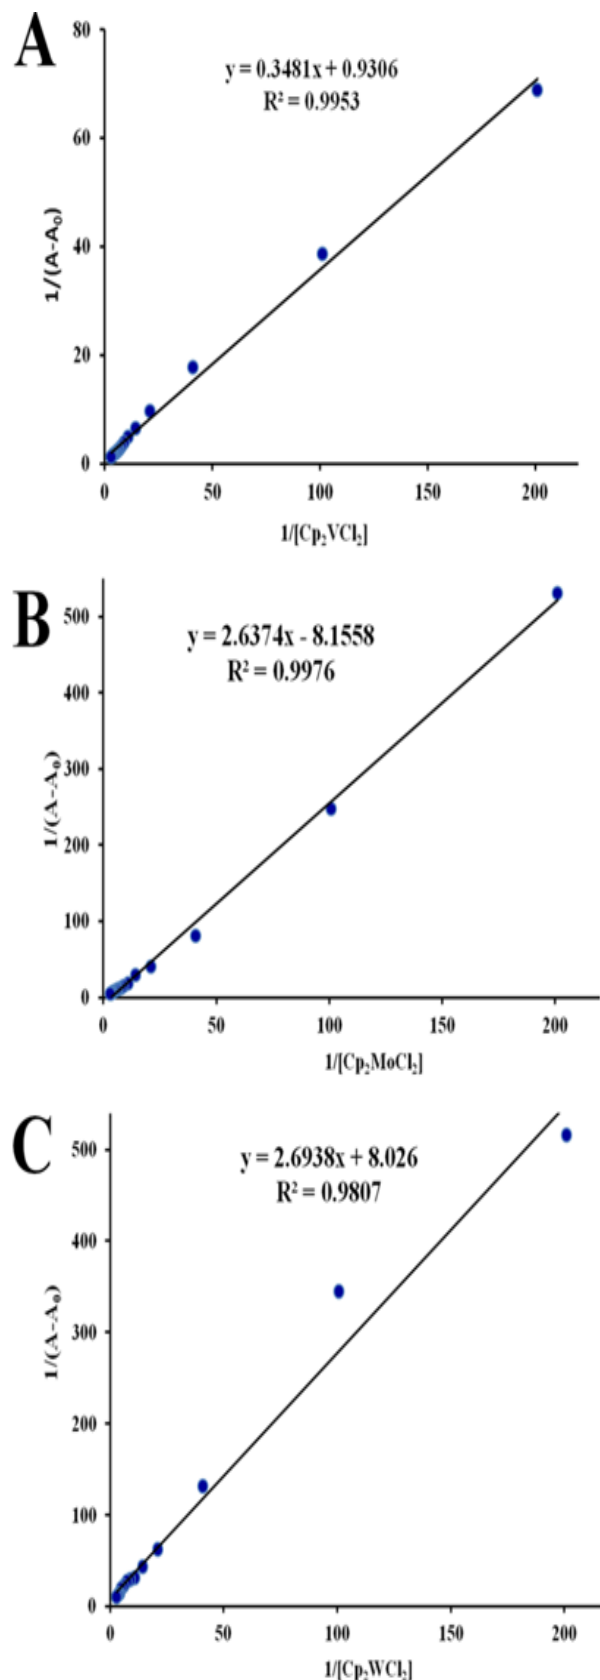 A
80
y = 0.3481x + 0.9306
R² = 0.9953
60
1/(A-A₀)
40
20
0
0 50 100 150 200
1/[Cp₂VCl₂]
B
500
y = 2.6374x - 8.1558
R² = 0.9976
400
1/(A-A₀)
300
200
100
0
0 50 100 150 200
1/[Cp₂MoCl₂]
C
500
y = 2.6938x + 8.026
R² = 0.9807
400
1/(A-A₀)
300
200
100
0
0 50 100 150 200
1/[Cp₂WCl₂]